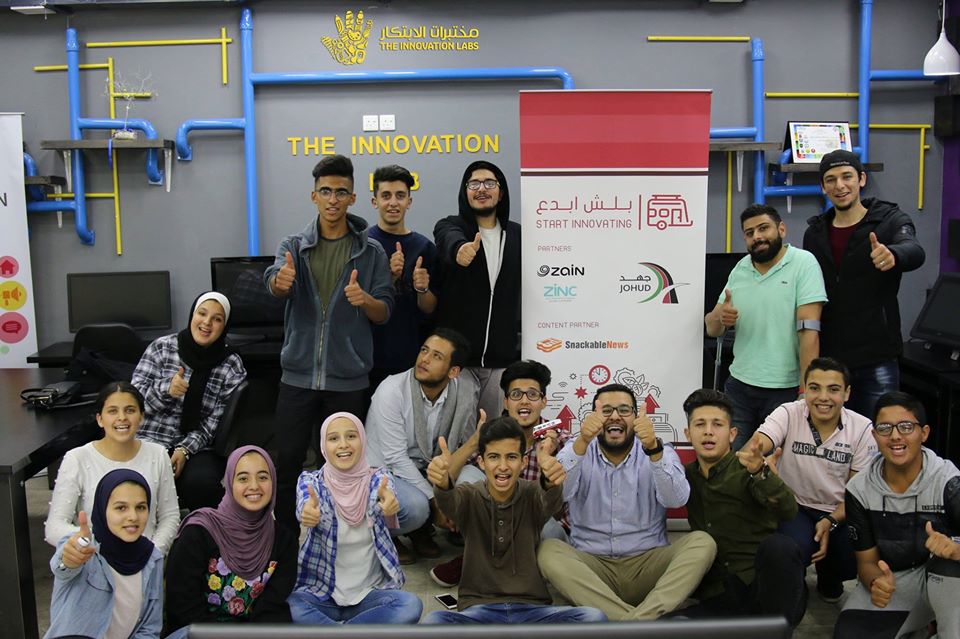 مختبرات الابتكار
THE INNOVATION LABS
THE INNOVATION
بلش ابدع
START INNOVATING
PARTNERS
zain
ZINC
جهد
JOHUD
CONTENT PARTNER
SnackableNews
MAGIC ISLAND
N